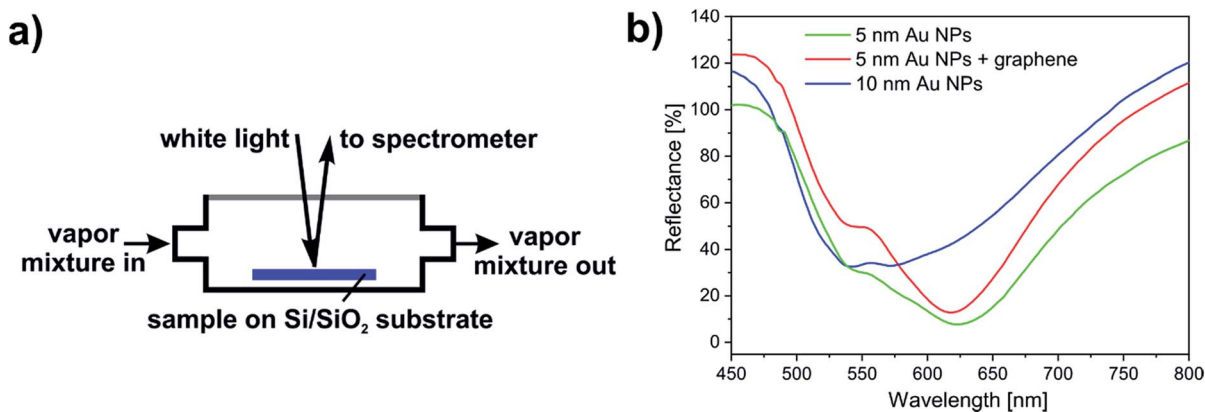 a)
white light
to spectrometer
vapor
mixture in
vapor
mixture out
sample on Si/SiO₂ substrate
b)
5 nm Au NPs
5 nm Au NPs + graphene
10 nm Au NPs
Reflectance [%]
140
120
100
80
60
40
20
0
450 500 550 600 650 700 750 800
Wavelength [nm]